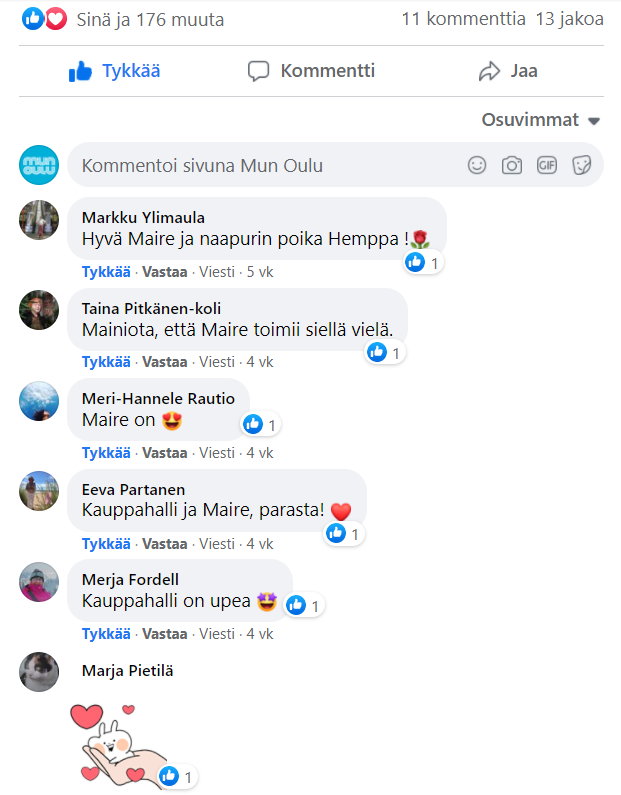 Sinä ja 176 muuta
11 kommenttia 13 jakoa
Tykkää Kommentti Jaa
Osuvimmat
mun oulu
Kommentoi sivuna Mun Oulu
GIF
Markku Ylimaula
Hyvä Maire ja naapurin poika Hemppa !🌹
1
Tykkää · Vastaa · Viesti · 5 vk
Taina Pitkänen-koli
Mainiota, että Maire toimii siellä vielä.
1
Tykkää · Vastaa · Viesti · 4 vk
Meri-Hannele Rautio
Maire on 😍
1
Tykkää · Vastaa · Viesti · 4 vk
Eeva Partanen
Kauppahalli ja Maire, parasta! ❤️
1
Tykkää · Vastaa · Viesti · 4 vk
Merja Fordell
Kauppahalli on upea 🤩
1
Tykkää · Vastaa · Viesti · 4 vk
Marja Pietilä
1